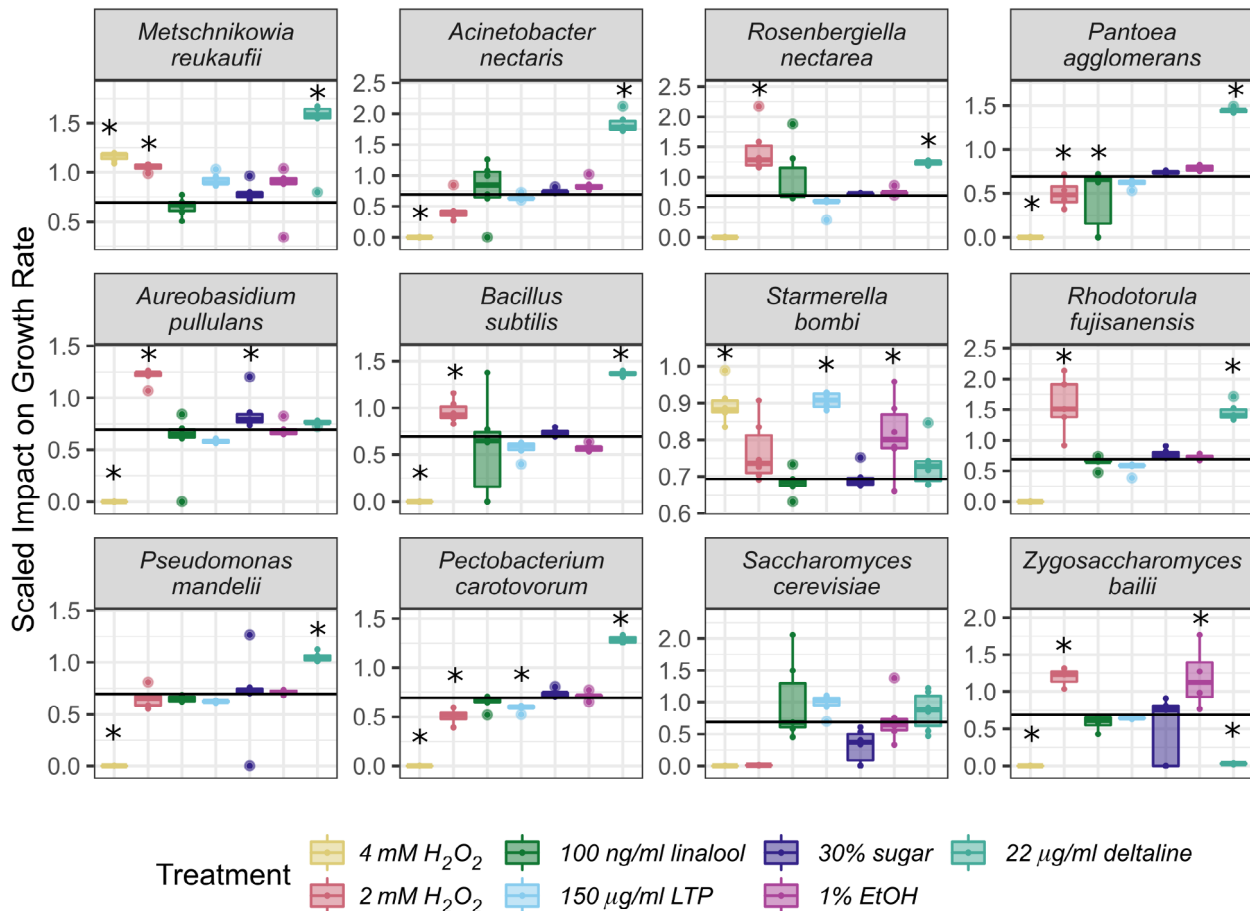 Metschnikowia
reukaufii
Acinetobacter
nectaris
Rosenbergiella
nectarea
Pantoea
agglomerans
1.5
1.0
0.5
2.5
2.0
1.5
1.0
0.5
0.0
2.5
2.0
1.5
1.0
0.5
0.0
1.5
1.0
0.5
0.0
* * *
* *
* *
* * * *
Scaled Impact on Growth Rate
Aureobasidium
pullulans
Bacillus
subtilis
Starmerella
bombi
Rhodotorula
fujisanensis
1.5
1.0
0.5
0.0
1.5
1.0
0.5
0.0
1.0
0.9
0.8
0.7
0.6
2.5
2.0
1.5
1.0
0.5
0.0
* * *
* * *
* * *
* *
Pseudomonas
mandelii
Pectobacterium
carotovorum
Saccharomyces
cerevisiae
Zygosaccharomyces
bailii
1.5
1.0
0.5
0.0
1.5
1.0
0.5
0.0
2.0
1.5
1.0
0.5
0.0
2.0
1.5
1.0
0.5
0.0
* *
* * * *
* * * *
Treatment
4 mM H₂O₂
100 ng/ml linalool
30% sugar
22 μg/ml deltaline
2 mM H₂O₂
150 μg/ml LTP
1% EtOH